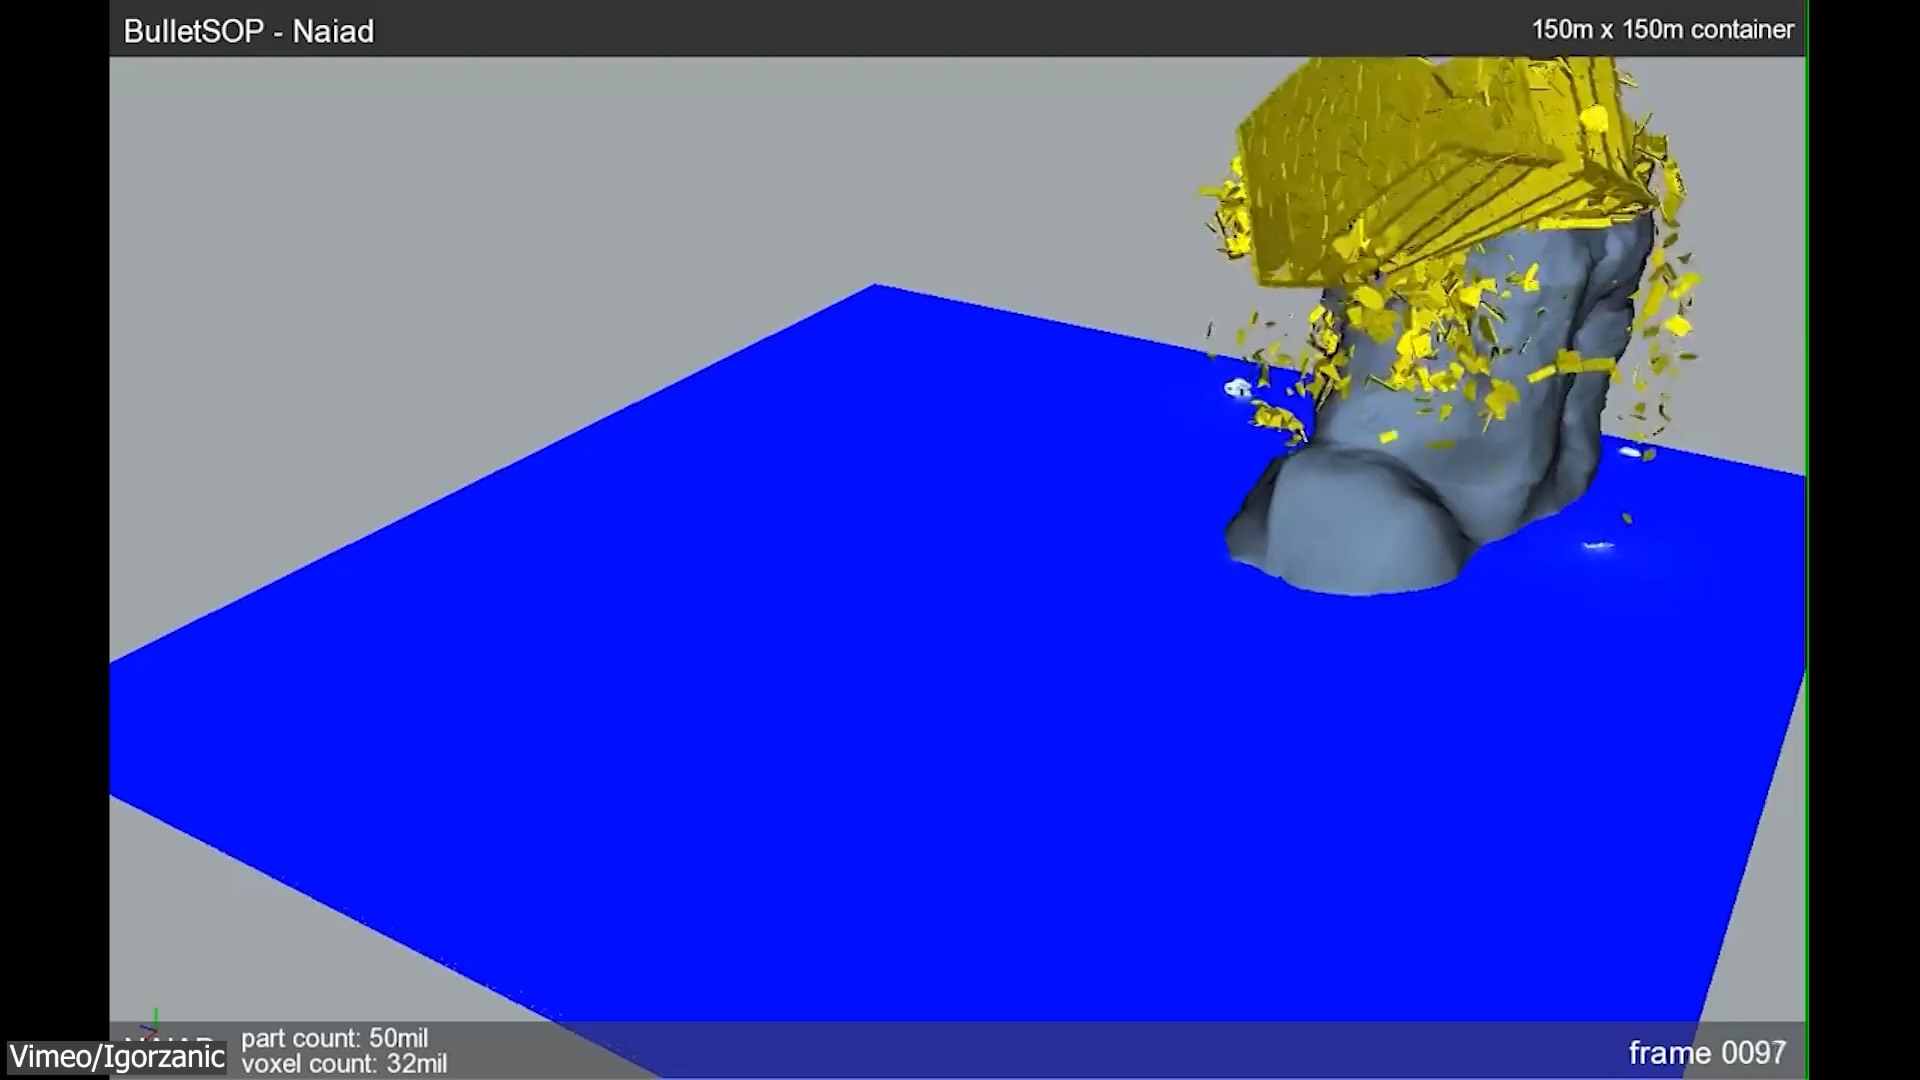 BulletSOP - Naiad
150m x 150m container
part count: 50mil
voxel count: 32mil
Vimeo/Igorzanic
frame 0097